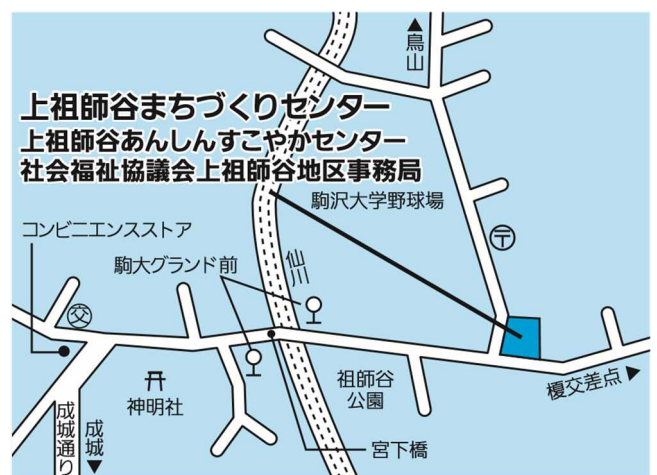 ▲烏山
上祖師谷まちづくりセンター
上祖師谷あんしんすこやかセンター
社会福祉協議会上祖師谷地区事務局
駒沢大学野球場
コンビニエンスストア
〒
仙川
駒大グランド前
交
祖師谷
公園
神明社
榎交差点▶
成城通り
成城▼
宮下橋